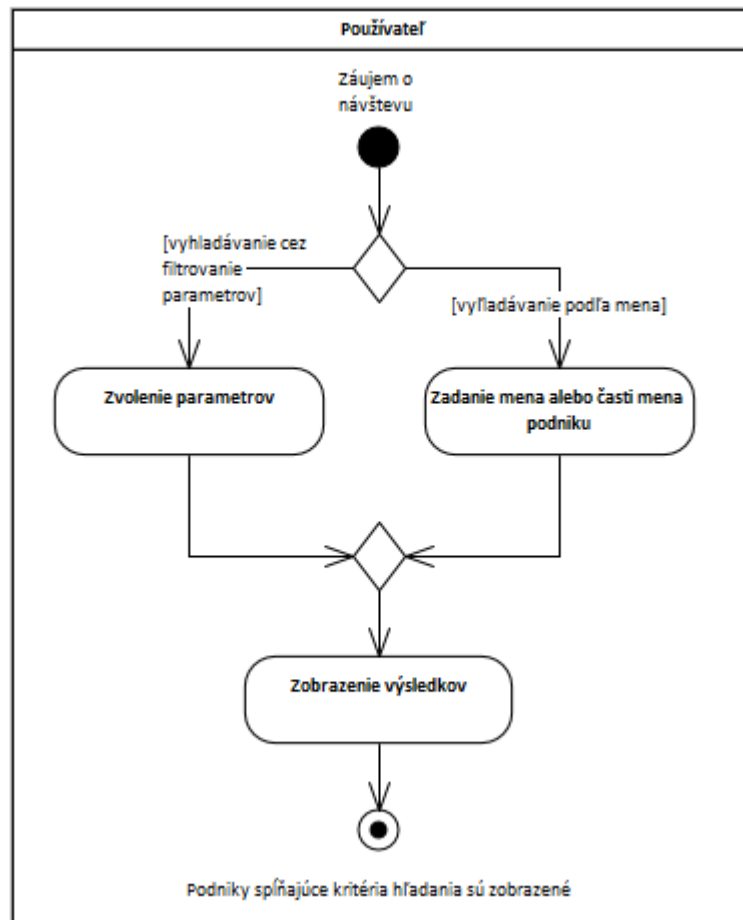 Používateľ
Záujem o
návštevu
[vyhladávanie cez
filtrovanie
parametrov]
[vyľladávanie podľa mena]
Zvolenie parametrov
Zadanie mena alebo časti mena
podniku
Zobrazenie výsledkov
Podniky spĺňajúce kritéria hľadania sú zobrazené